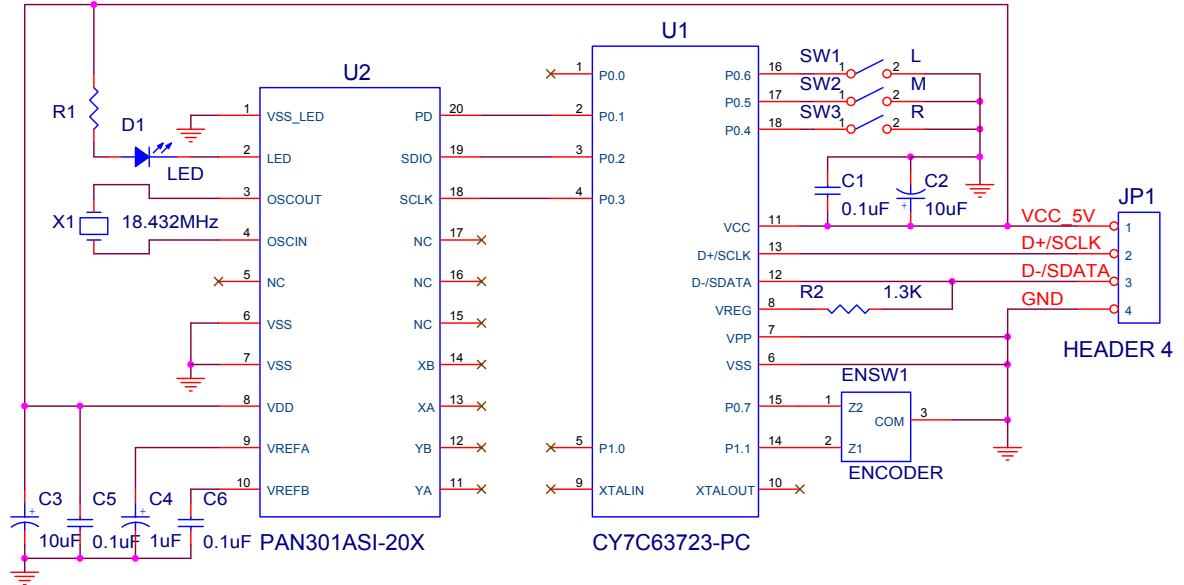 U1
U2
SW1 1 2 L
SW2 1 2 M
SW3 1 2 R
1 P0.0 P0.6 16
2 P0.1 P0.5 17
P0.4 18
3 P0.2
4 P0.3
VCC 11
D+/SCLK 13
D-/SDATA 12
VREG 8
VPP 7
VSS 6
P0.7 15
5 P1.0 P1.1 14
9 XTALIN XTALOUT 10
CY7C63723-PC
R1
D1
LED
X1 18.432MHz
1 VSS_LED PD 20
2 LED SDIO 19
3 OSCOUT SCLK 18
4 OSCIN NC 17
5 NC NC 16
6 VSS NC 15
7 VSS XB 14
8 VDD XA 13
9 VREFA YB 12
10 VREFB YA 11
PAN301ASI-20X
C3 + 10uF
C5 0.1uF
C4 + 1uF
C6 0.1uF
C1 0.1uF
C2 + 10uF
R2 1.3K
JP1
VCC_5V 1
D+/SCLK 2
D-/SDATA 3
GND 4
HEADER 4
ENSW1
1 Z2
COM 3
2 Z1
ENCODER